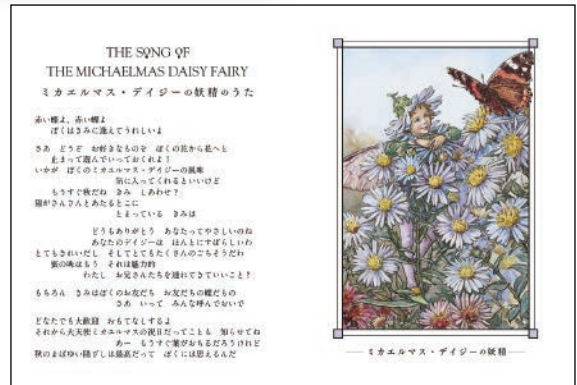 THE SONG OF
THE MICHAELMAS DAISY FAIRY
ミカエルマス・デイジーの妖精のうた
赤い蝶よ、赤い蝶よ
ぼくはきみに逢えてうれしいよ
さあ どうぞ お好きなものを ぼくの花から花へと
止まって遊んでいっておくれよ!
いかが ぼくのミカエルマス・デイジーの風味
気に入ってくれるといいけど
もうすぐ秋だね きみ しあわせ?
陽がさんさんとあたるとこに
とまっている きみは
どうもありがとう あなたってやさしいのね
あなたのデイジーは ほんとにすばらしいわ
とてもきれいだし そしてとてもたくさんのごちそうだわ
蜜の味はもう それは魅力的
わたし お兄さんたちを連れてきていいこと?
もちろん きみはぼくのお友だち お友だちの蝶だもの
さあ いって みんな呼んでおいで
どなたでも大歓迎 おもてなしするよ
それから大天使ミカエルマスの祝日だってことも 知らせてね
あー もうすぐ葉がおちるだろうけれど
秋のまばゆい陽ざしは最高だって ぼくには思えるんだ
ミカエルマス・デイジーの妖精